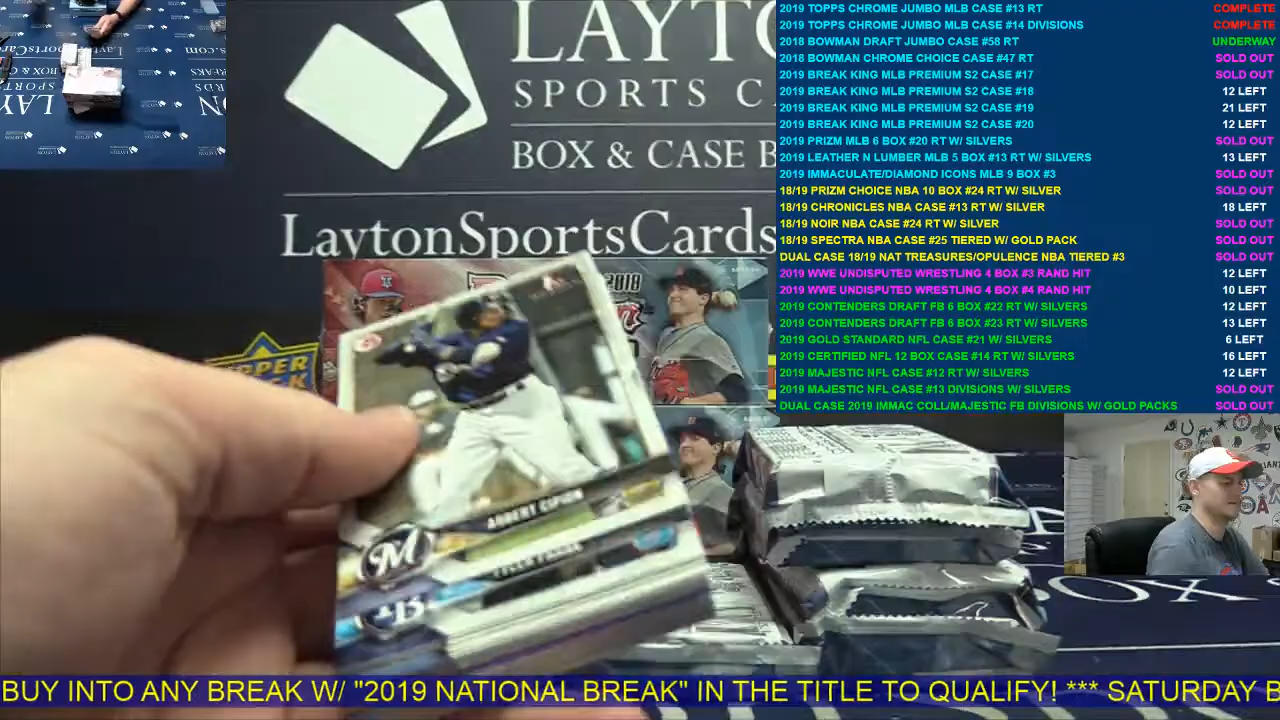 LAYTO
SPORTS CA
BOX & CASE B
LaytonSportsCards
2018
UPPER
2019 TOPPS CHROME JUMBO MLB CASE #13 RT COMPLETE
2019 TOPPS CHROME JUMBO MLB CASE #14 DIVISIONS COMPLETE
2018 BOWMAN DRAFT JUMBO CASE #58 RT UNDERWAY
2018 BOWMAN CHROME CHOICE CASE #47 RT SOLD OUT
2019 BREAK KING MLB PREMIUM S2 CASE #17 SOLD OUT
2019 BREAK KING MLB PREMIUM S2 CASE #18 12 LEFT
2019 BREAK KING MLB PREMIUM S2 CASE #19 21 LEFT
2019 BREAK KING MLB PREMIUM S2 CASE #20 12 LEFT
2019 PRIZM MLB 6 BOX #20 RT W/ SILVERS SOLD OUT
2019 LEATHER N LUMBER MLB 5 BOX #13 RT W/ SILVERS 13 LEFT
2019 IMMACULATE/DIAMOND ICONS MLB 9 BOX #3 SOLD OUT
18/19 PRIZM CHOICE NBA 10 BOX #24 RT W/ SILVER SOLD OUT
18/19 CHRONICLES NBA CASE #13 RT W/ SILVER 18 LEFT
18/19 NOIR NBA CASE #24 RT W/ SILVER SOLD OUT
18/19 SPECTRA NBA CASE #25 TIERED W/ GOLD PACK SOLD OUT
DUAL CASE 18/19 NAT TREASURES/OPULENCE NBA TIERED #3 SOLD OUT
2019 WWE UNDISPUTED WRESTLING 4 BOX #3 RAND HIT 12 LEFT
2019 WWE UNDISPUTED WRESTLING 4 BOX #4 RAND HIT 10 LEFT
2019 CONTENDERS DRAFT FB 6 BOX #22 RT W/ SILVERS 12 LEFT
2019 CONTENDERS DRAFT FB 6 BOX #23 RT W/ SILVERS 13 LEFT
2019 GOLD STANDARD NFL CASE #21 W/ SILVERS 6 LEFT
2019 CERTIFIED NFL 12 BOX CASE #14 RT W/ SILVERS 16 LEFT
2019 MAJESTIC NFL CASE #12 RT W/ SILVERS 12 LEFT
2019 MAJESTIC NFL CASE #13 DIVISIONS W/ SILVERS SOLD OUT
DUAL CASE 2019 IMMAC COLL/MAJESTIC FB DIVISIONS W/ GOLD PACKS SOLD OUT
M
BOX S
BUY INTO ANY BREAK W/ "2019 NATIONAL BREAK" IN THE TITLE TO QUALIFY! *** SATURDAY B